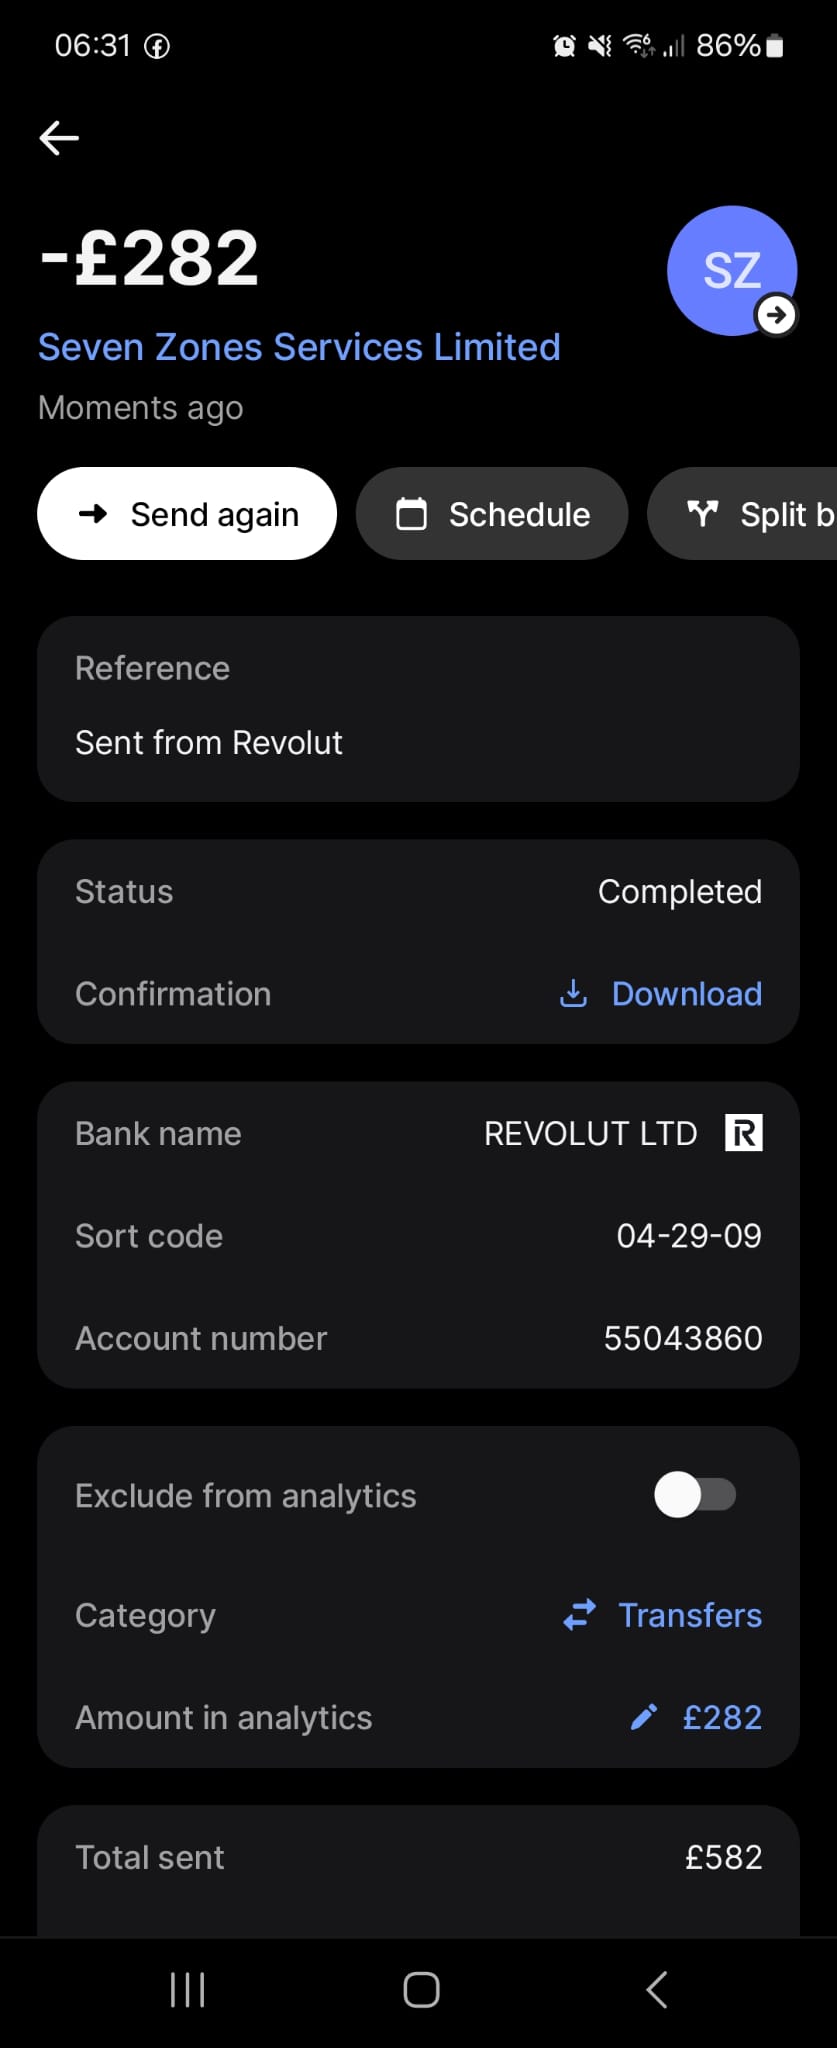 06:31
86%
-£282
SZ
Seven Zones Services Limited
Moments ago
Send again
Schedule
Split b
Reference
Sent from Revolut
Status
Completed
Confirmation
Download
Bank name
REVOLUT LTD R
Sort code
04-29-09
Account number
55043860
Exclude from analytics
Category
Transfers
Amount in analytics
£282
Total sent
£582